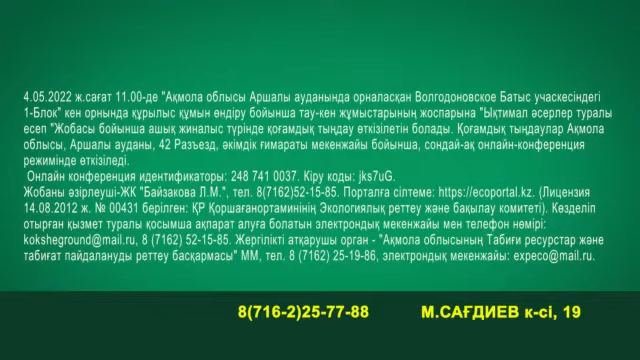 4.05.2022 ж.сағат 11.00-де "Ақмола облысы Аршалы ауданында орналасқан Волгодоновское Батыс учаскесіндегі
1-Блок" кен орнында құрылыс құмын өндіру бойынша тау-кен жұмыстарының жоспарына "Ықтимал әсерлер туралы
есеп "Жобасы бойынша ашық жиналыс түрінде қоғамдық тыңдау өткізілетін болады. Қоғамдық тыңдаулар Ақмола
облысы, Аршалы ауданы, 42 Разъезд, әкімдік ғимараты мекенжайы бойынша, сондай-ақ онлайн-конференция
режимінде өткізіледі.
Онлайн конференция идентификаторы: 248 741 0037. Кіру коды: jks7uG.
Жобаны әзірлеуші-ЖК "Байзакова Л.М.", тел. 8(7162)52-15-85. Порталға сілтеме: https://ecoportal.kz. (Лицензия
14.08.2012 ж. № 00431 берілген: ҚР Қоршағанортаминінің Экологиялық реттеу және бақылау комитеті). Көзделіп
отырған қызмет туралы қосымша ақпарат алуға болатын электрондық мекенжайы мен телефон нөмірі:
koksheground@mail.ru, 8 (7162) 52-15-85. Жергілікті атқарушы орган - "Ақмола облысының Табиғи ресурстар және
табиғат пайдалануды реттеу басқармасы" ММ, тел. 8 (7162) 25-19-86, электрондық мекенжайы: expeco@mail.ru.
8(716-2)25-77-88 М.САҒДИЕВ к-сі, 19